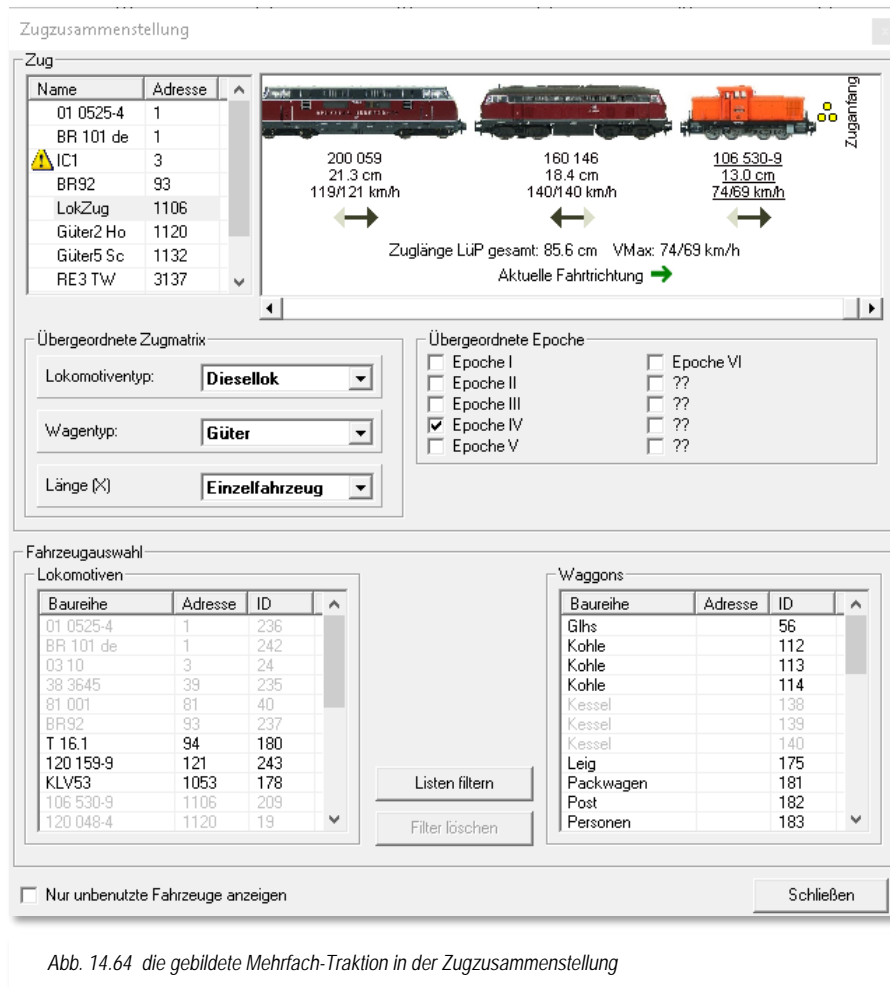 Zugzusammenstellung
Zug
Name Adresse
01 0525-4 1
BR 101 de 1
IC1 3
BR92 93
LokZug 1106
Güter2 Ho 1120
Güter5 Sc 1132
RE3 TW 3137
Zuganfang
200 059 160 146 106 530-9
21.3 cm 18.4 cm 13.0 cm
119/121 km/h 140/140 km/h 74/69 km/h
Zuglänge LüP gesamt: 85.6 cm VMax: 74/69 km/h
Aktuelle Fahrtrichtung
Übergeordnete Zugmatrix
Lokomotiventyp: Diesellok
Wagentyp: Güter
Länge (X) Einzelfahrzeug
Übergeordnete Epoche
Epoche I Epoche VI
Epoche II ??
Epoche III ??
Epoche IV ??
Epoche V ??
Fahrzeugauswahl
Lokomotiven
Baureihe Adresse ID
01 0525-4 1 236
BR 101 de 1 242
03 10 3 24
38 3645 39 235
81 001 81 40
BR92 93 237
T 16.1 94 180
120 159-9 121 243
KLV53 1053 178
106 530-9 1106 209
120 048-4 1120 19
Listen filtern
Filter löschen
Waggons
Baureihe Adresse ID
Glhs 56
Kohle 112
Kohle 113
Kohle 114
Kessel 138
Kessel 139
Kessel 140
Leig 175
Packwagen 181
Post 182
Personen 183
Nur unbenutzte Fahrzeuge anzeigen
Schließen
Abb. 14.64 die gebildete Mehrfach-Traktion in der Zugzusammenstellung